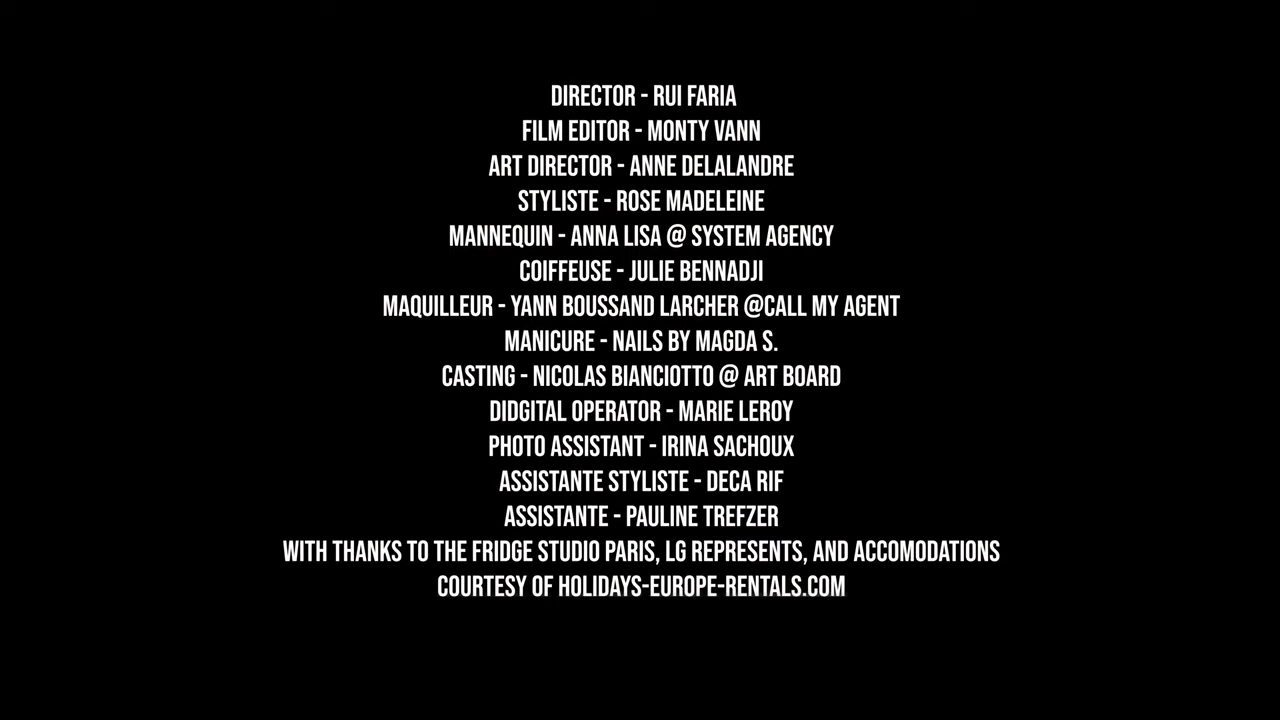 DIRECTOR - RUI FARIA
FILM EDITOR - MONTY VANN
ART DIRECTOR - ANNE DELALANDRE
STYLISTE - ROSE MADELEINE
MANNEQUIN - ANNA LISA @ SYSTEM AGENCY
COIFFEUSE - JULIE BENNADJI
MAQUILLEUR - YANN BOUSSAND LARCHER @CALL MY AGENT
MANICURE - NAILS BY MAGDA S.
CASTING - NICOLAS BIANCIOTTO @ ART BOARD
DIDGITAL OPERATOR - MARIE LEROY
PHOTO ASSISTANT - IRINA SACHOUX
ASSISTANTE STYLISTE - DECA RIF
ASSISTANTE - PAULINE TREFZER
WITH THANKS TO THE FRIDGE STUDIO PARIS, LG REPRESENTS, AND ACCOMODATIONS
COURTESY OF HOLIDAYS-EUROPE-RENTALS.COM